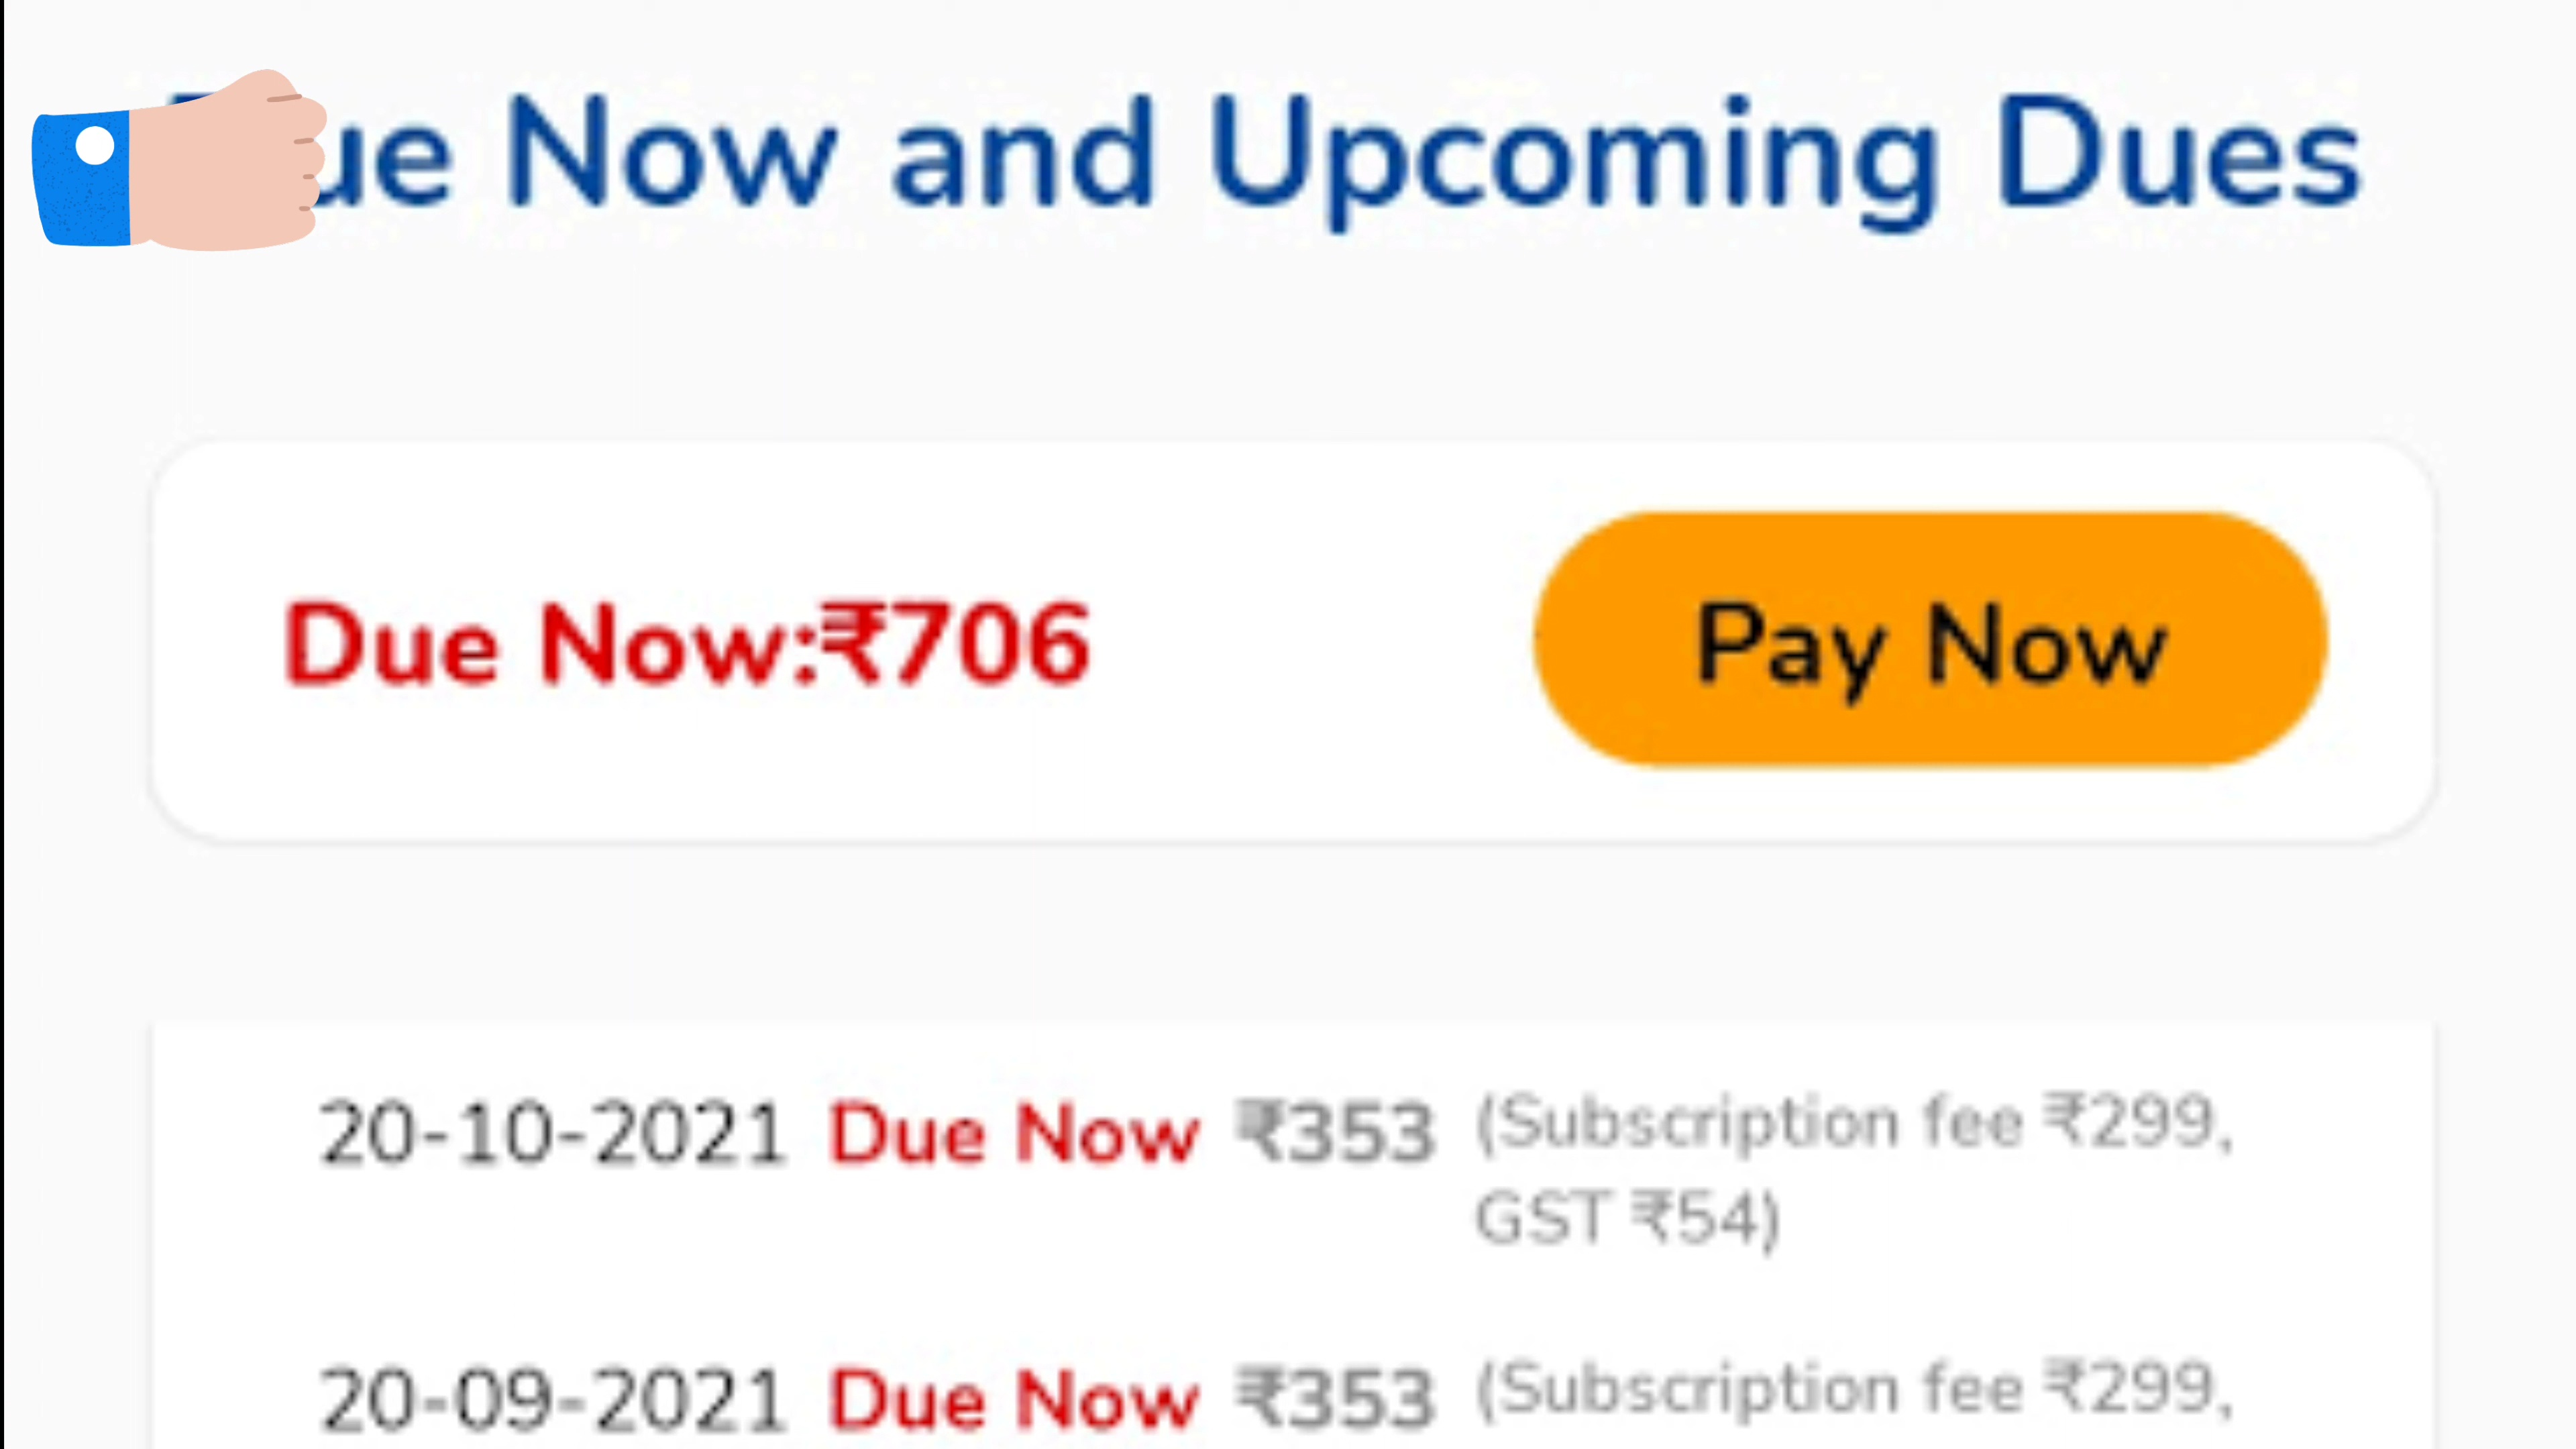 Due Now and Upcoming Dues
Due Now:₹706
Pay Now
20-10-2021 Due Now ₹353 (Subscription fee ₹299,
GST ₹54)
20-09-2021 Due Now ₹353 (Subscription fee ₹299,